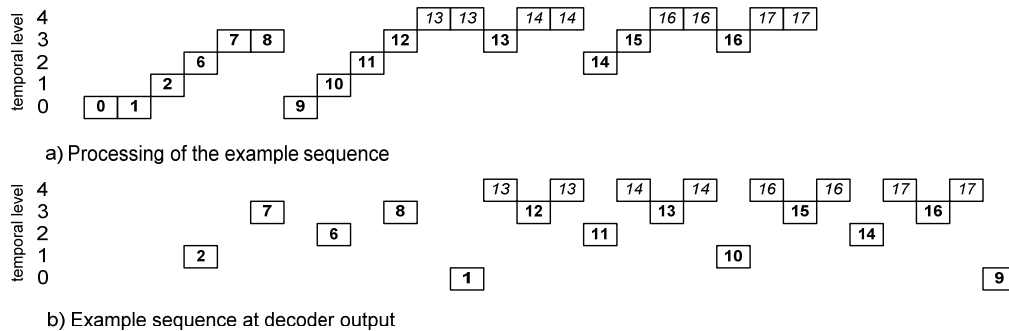 temporal level
4 13 13 14 14 16 16 17 17
3 7 8 12 13 15 16
2 6 11 14
1 2 10
0 0 1 9
a) Processing of the example sequence
temporal level
4 13 13 14 14 16 16 17 17
3 7 8 12 13 15 16
2 6 11 14
1 2 10
0 1 9
b) Example sequence at decoder output